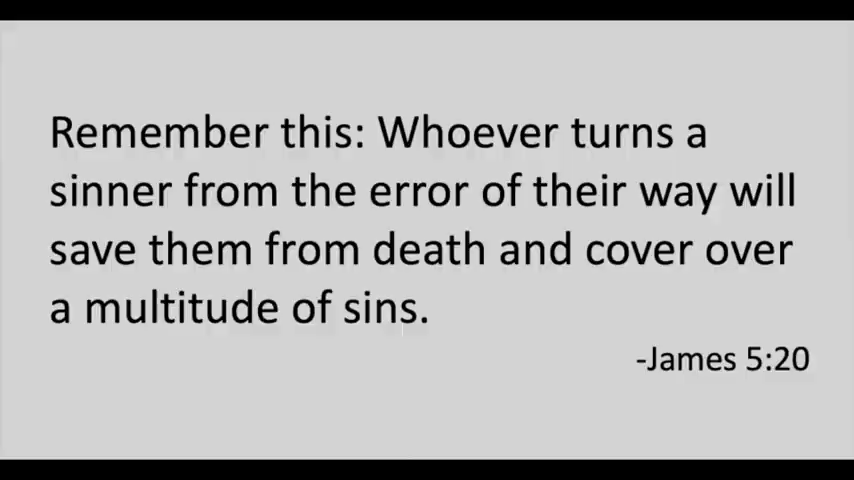 Remember this: Whoever turns a
sinner from the error of their way will
save them from death and cover over
a multitude of sins.
-James 5:20